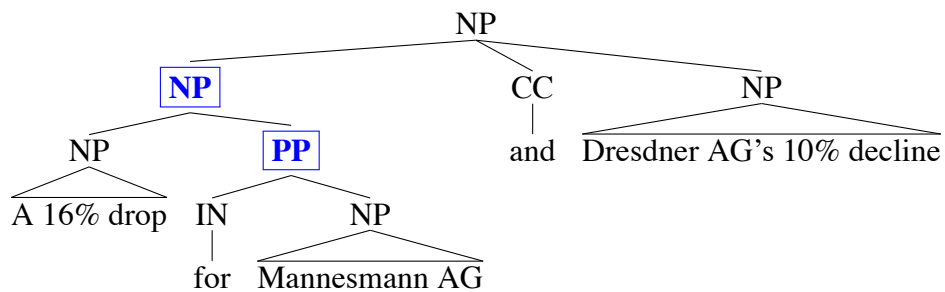 NP
NP CC NP
NP PP and Dresdner AG's 10% decline
A 16% drop IN NP
for Mannesmann AG